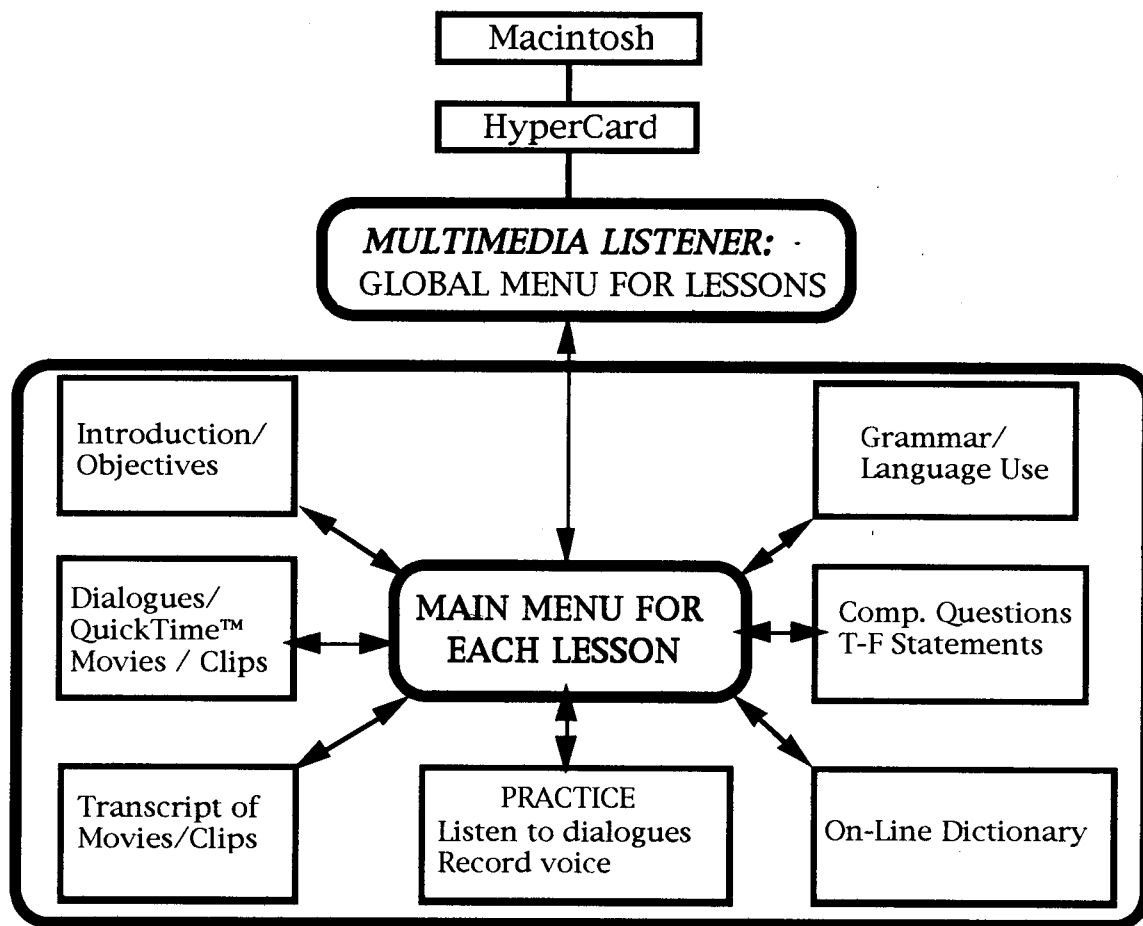 Macintosh
HyperCard
MULTIMEDIA LISTENER:
GLOBAL MENU FOR LESSONS
Introduction/
Objectives
Grammar/
Language Use
Dialogues/
QuickTime™
Movies / Clips
MAIN MENU FOR
EACH LESSON
Comp. Questions
T-F Statements
Transcript of
Movies/Clips
PRACTICE
Listen to dialogues
Record voice
On-Line Dictionary